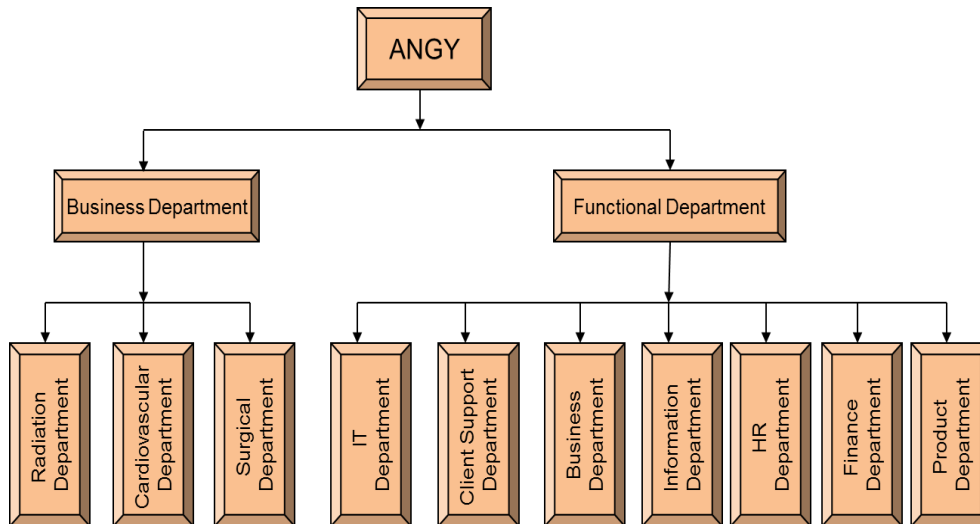 ANGY
Business Department
Functional Department
Radiation
Department
Cardiovascular
Department
Surgical
Department
IT
Department
Client Support
Department
Business
Department
Information
Department
HR
Department
Finance
Department
Product
Department